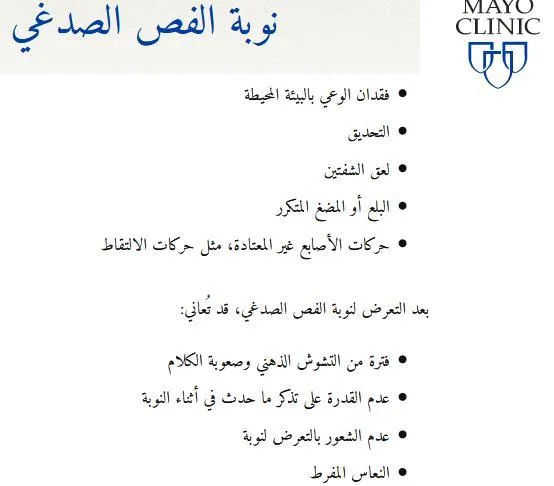 MAYO
CLINIC
نوبة الفص الصدغي
• فقدان الوعي بالبيئة المحيطة
• التحديق
• لعق الشفتين
• البلع أو المضغ المتكرر
• حركات الأصابع غير المعتادة، مثل حركات الالتقاط
بعد التعرض لنوبة الفص الصدغي، قد تُعاني:
• فترة من التشوش الذهني وصعوبة الكلام
• عدم القدرة على تذكر ما حدث في أثناء النوبة
• عدم الشعور بالتعرض لنوبة
• النعاس المفرط